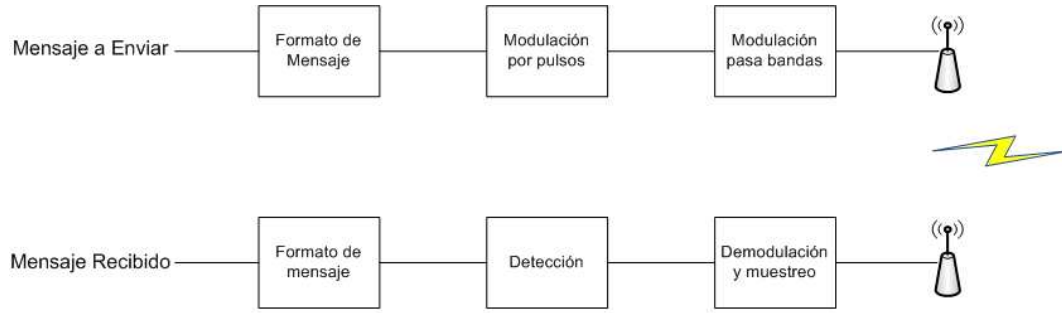 Mensaje a Enviar
Formato de
Mensaje
Modulación
por pulsos
Modulación
pasa bandas
Mensaje Recibido
Formato de
mensaje
Detección
Demodulación
y muestreo